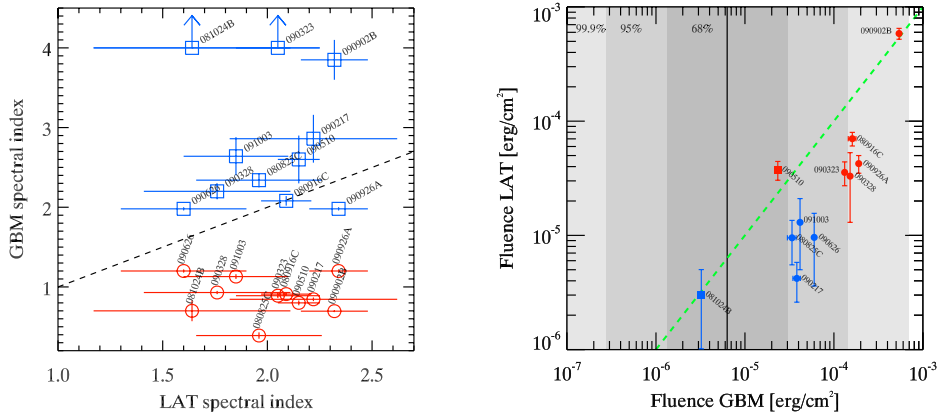 4
3
2
1
0
1.0
1.5
2.0
2.5
GBM spectral index
LAT spectral index
081024B
090323
090902B
090217
091003
090510
080825C
090328
090626
080916C
090926A
090626
090926A
091003
090328
090323
080916C
090510
090217
090902B
081024B
080825C
10⁻³
10⁻⁴
10⁻⁵
10⁻⁶
10⁻⁷
10⁻⁶
10⁻⁵
10⁻⁴
10⁻³
Fluence LAT [erg/cm²]
Fluence GBM [erg/cm²]
99.9%
95%
68%
090902B
080916C
090510
090323
090926A
090328
091003
090626
080825C
090217
081024B